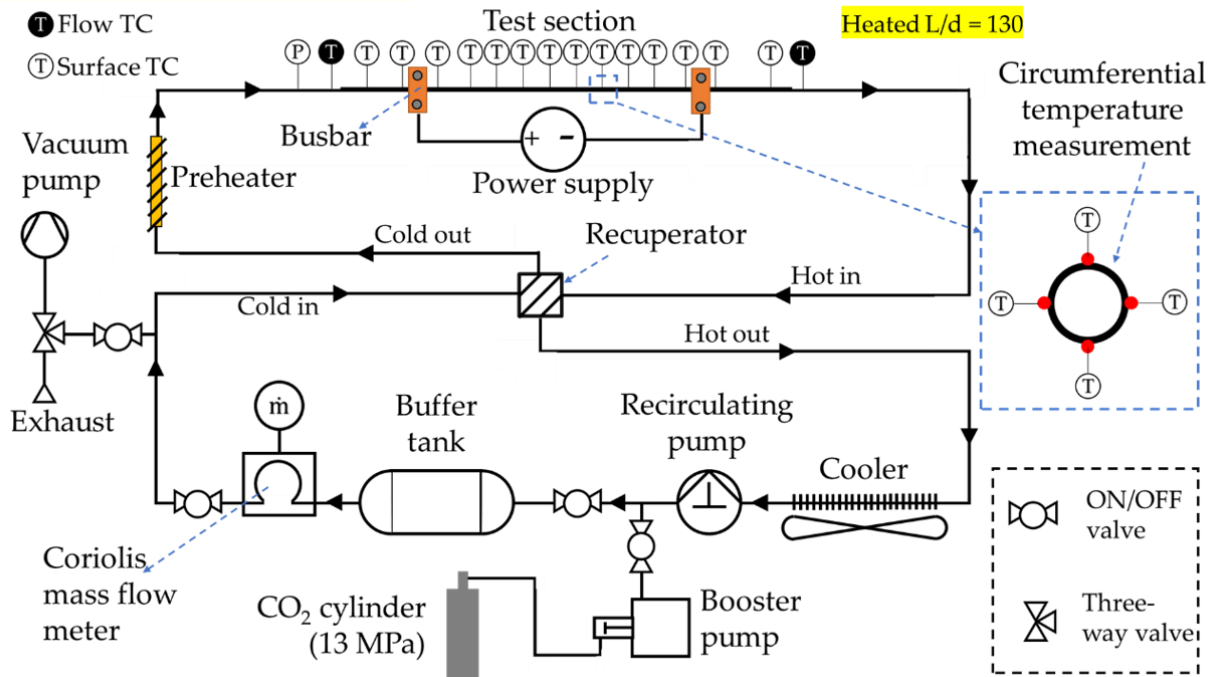 T Flow TC
T Surface TC
Test section
Heated L/d = 130
P T T T T T T T T T T T T T T T
Busbar
+ -
Power supply
Circumferential
temperature
measurement
Vacuum
pump
Preheater
Cold out
Recuperator
Cold in
Hot in
Hot out
T
T T
T
Exhaust
ṁ
Buffer
tank
Recirculating
pump
Cooler
Coriolis
mass flow
meter
CO₂ cylinder
(13 MPa)
Booster
pump
ON/OFF
valve
Three-
way valve